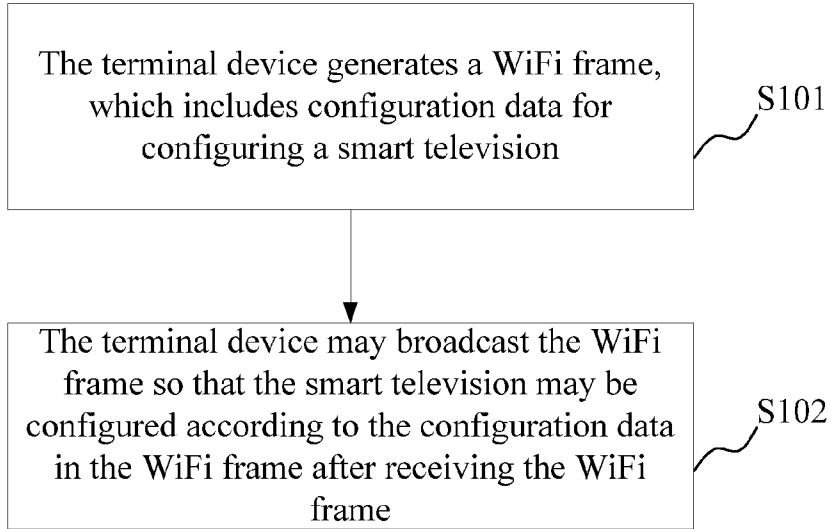 The terminal device generates a WiFi frame,
which includes configuration data for
configuring a smart television
S101
The terminal device may broadcast the WiFi
frame so that the smart television may be
configured according to the configuration data
in the WiFi frame after receiving the WiFi
frame
S102